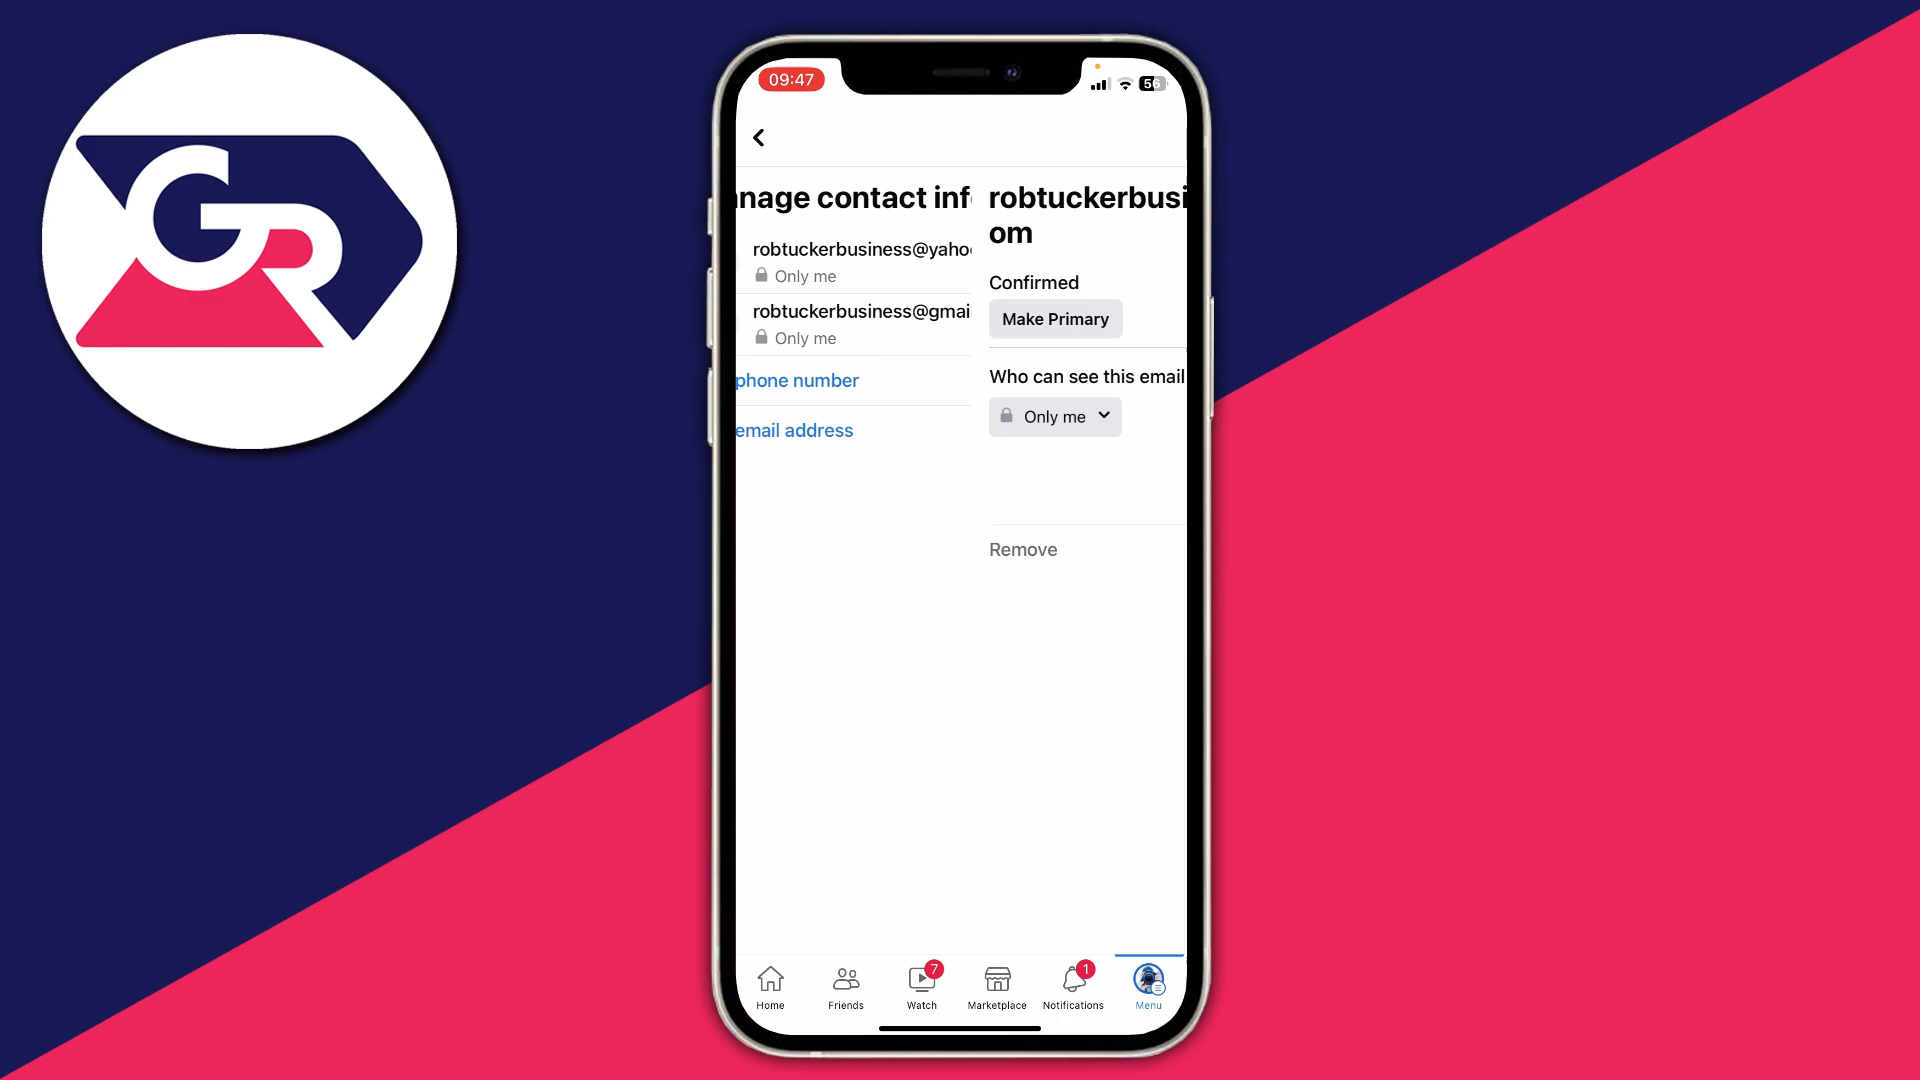 GR
09:47
56
nage contact inf
robtuckerbusiness@yaho
Only me
robtuckerbusiness@gmai
Only me
phone number
email address
robtuckerbusi
om
Confirmed
Make Primary
Who can see this email
Only me
Remove
7
1
Home
Friends
Watch
Marketplace
Notifications
Menu